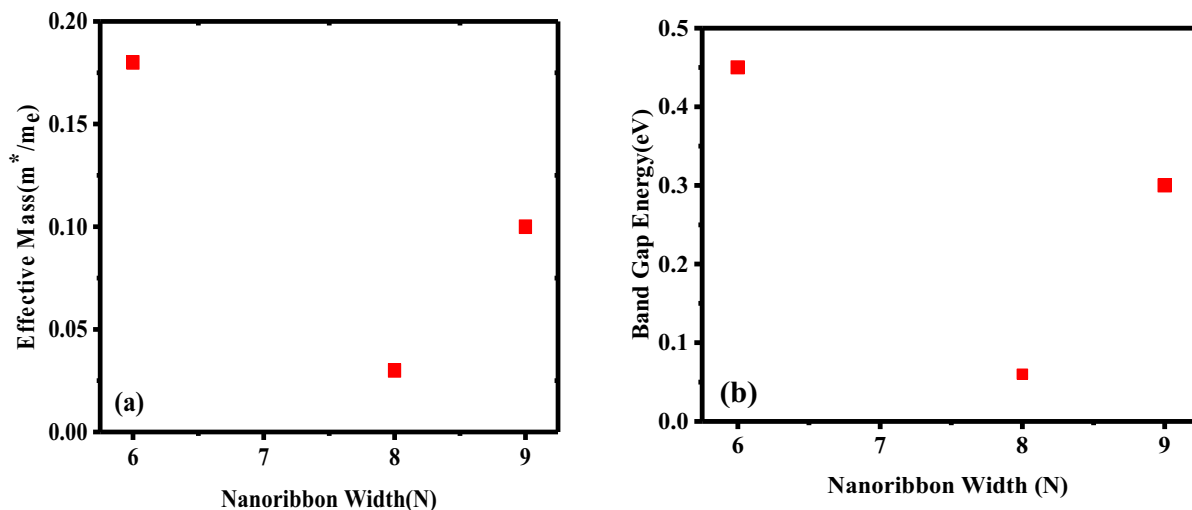 0.20
0.15
0.10
0.05
0.00
Effective Mass(m*/me)
(a)
6 7 8 9
Nanoribbon Width(N)
0.5
0.4
0.3
0.2
0.1
0.0
Band Gap Energy(eV)
(b)
6 7 8 9
Nanoribbon Width (N)